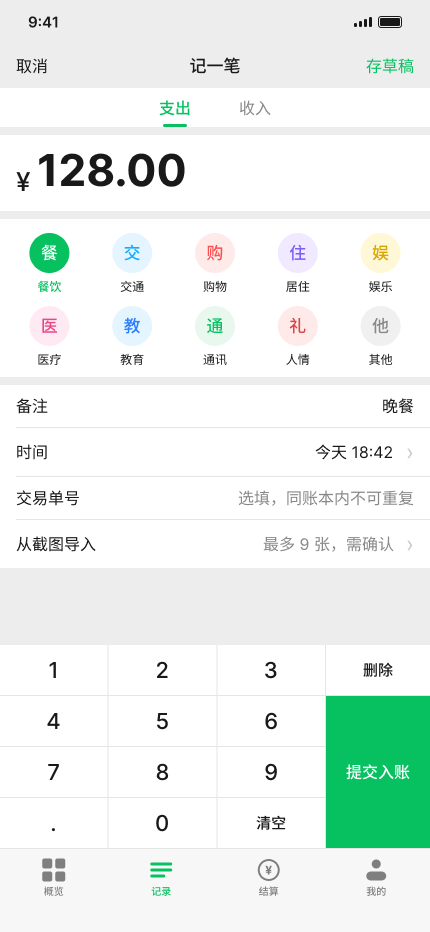 9:41
取消 记一笔 存草稿
支出 收入
¥ 128.00
餐 交 购 住 娱
餐饮 交通 购物 居住 娱乐
医 教 通 礼 他
医疗 教育 通讯 人情 其他
备注 晚餐
时间 今天 18:42 ›
交易单号 选填，同账本内不可重复
从截图导入 最多 9 张，需确认 ›
1 2 3 删除
4 5 6
7 8 9 提交入账
. 0 清空
¥
概览 记录 结算 我的